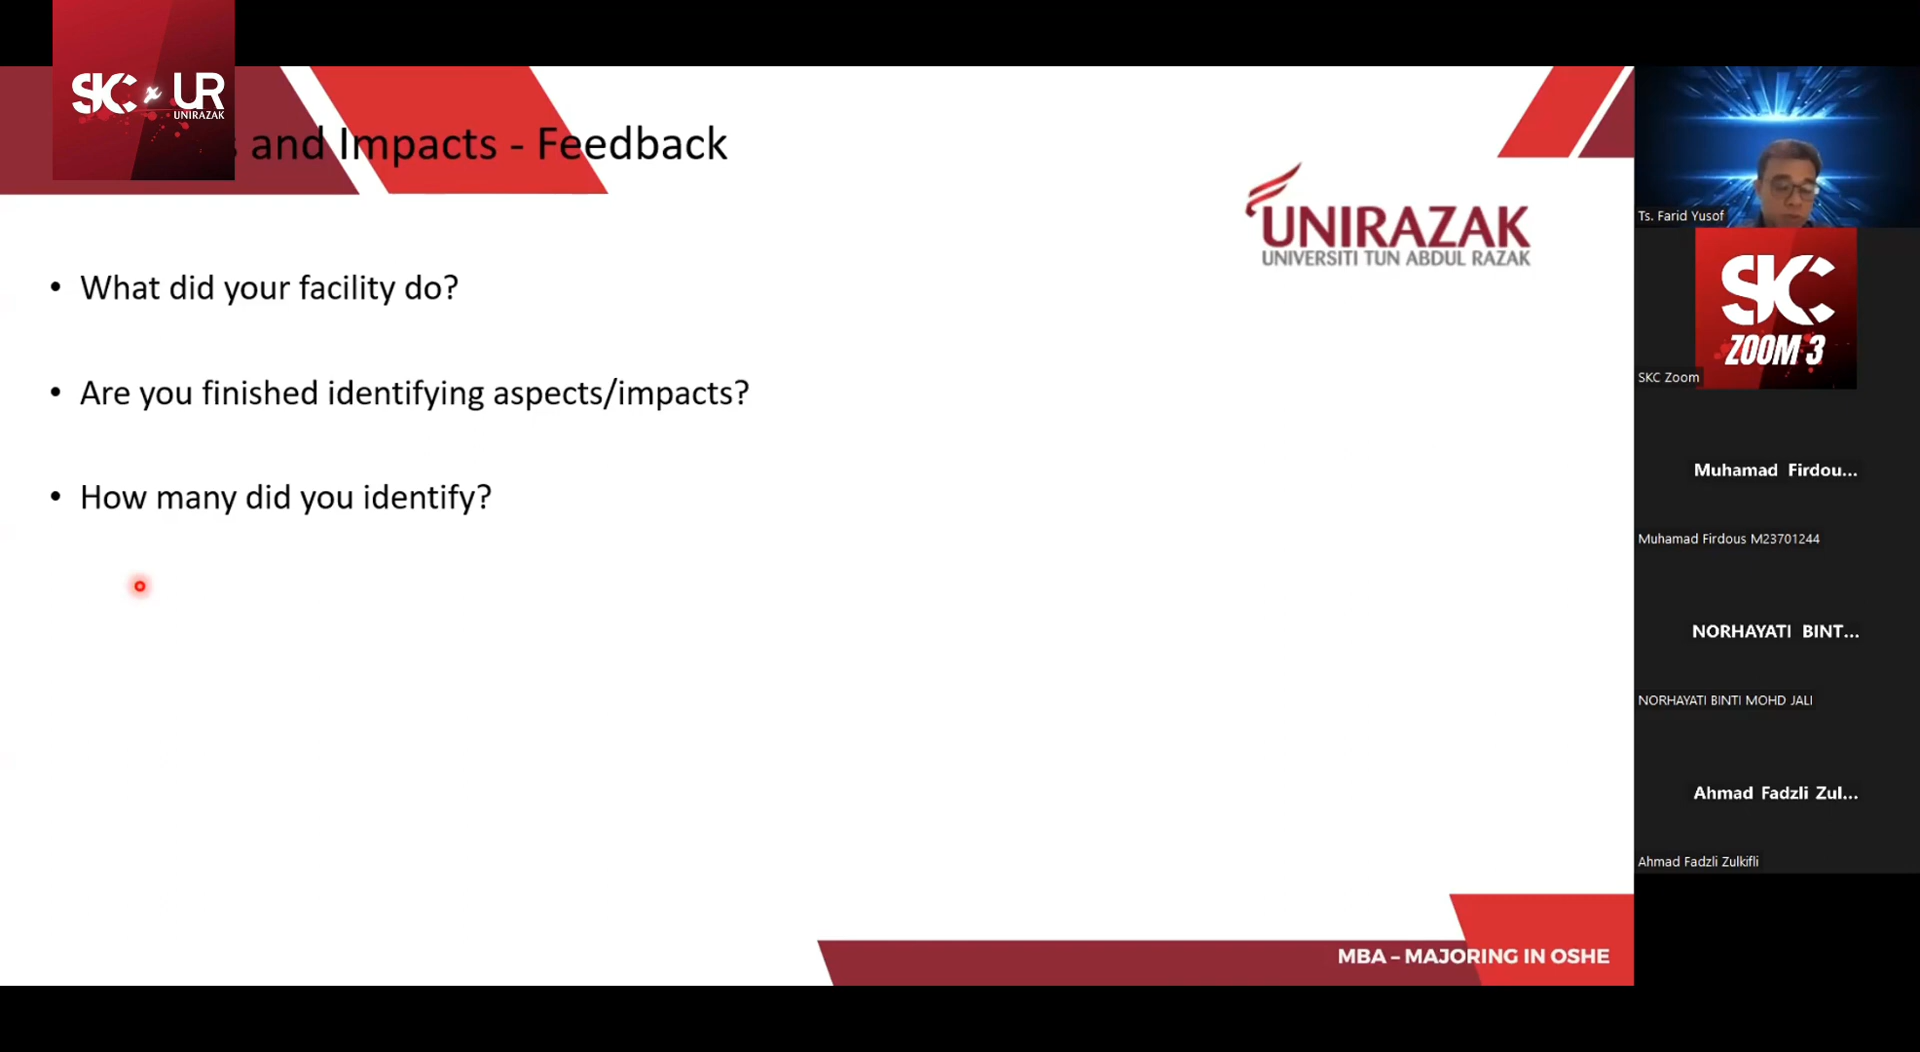 SKC x UR
UNIRAZAK
and Impacts - Feedback
UNIRAZAK
UNIVERSITI TUN ABDUL RAZAK
• What did your facility do?
• Are you finished identifying aspects/impacts?
• How many did you identify?
MBA – MAJORING IN OSHE
Ts. Farid Yusof
SKC
ZOOM 3
SKC Zoom
Muhamad Firdou...
Muhamad Firdous M23701244
NORHAYATI BINT...
NORHAYATI BINTI MOHD JALI
Ahmad Fadzli Zul...
Ahmad Fadzli Zulkifli